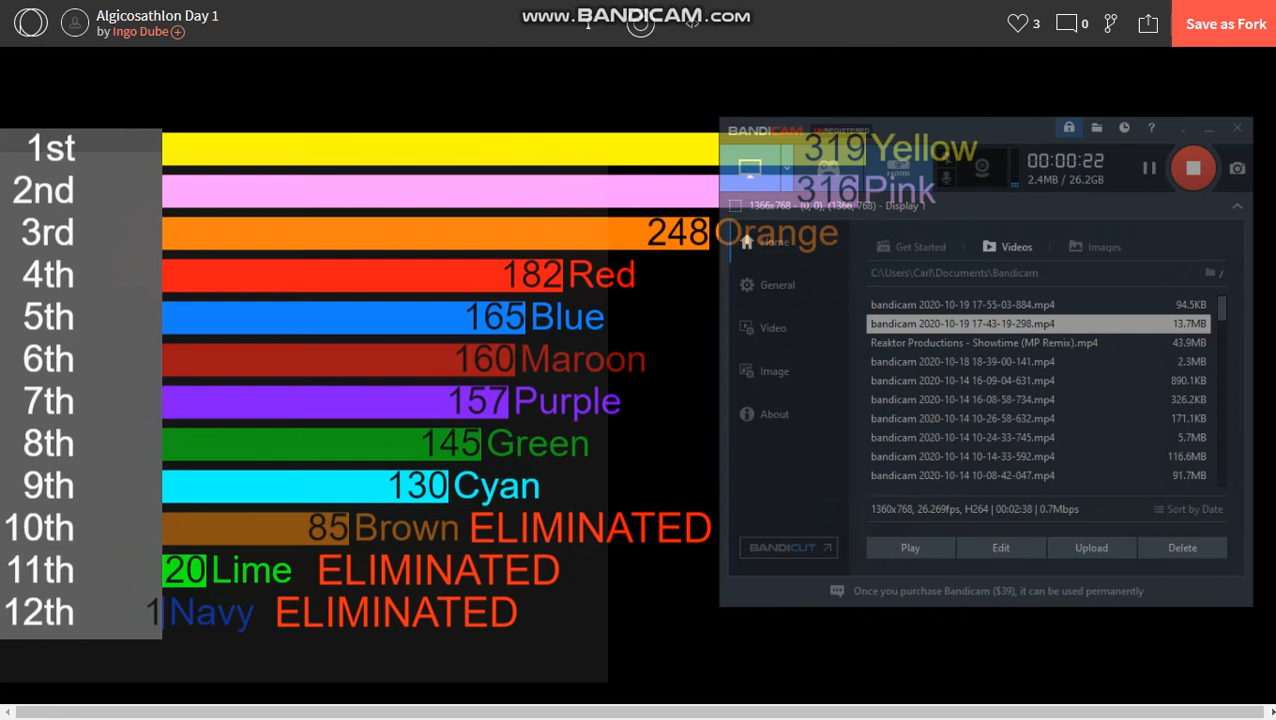 Algicosathlon Day 1
by Ingo Dube
www.BANDICAM.com
3
0
Save as Fork
1st 319 Yellow
2nd 316 Pink
3rd 248 Orange
4th 182 Red
5th 165 Blue
6th 160 Maroon
7th 157 Purple
8th 145 Green
9th 130 Cyan
10th 85 Brown ELIMINATED
11th 20 Lime ELIMINATED
12th 1 Navy ELIMINATED
BANDICAM UNREGISTERED
HDMI
00:00:22
2.4MB / 26.2GB
1366x768 - (0, 0), (1366, 768) - Display 1
Home
General
Video
Image
About
BANDICUT
Get Started Videos Images
C:\Users\Carl\Documents\Bandicam
bandicam 2020-10-19 17-55-03-884.mp4 94.5KB
bandicam 2020-10-19 17-43-19-298.mp4 13.7MB
Reaktor Productions - Showtime (MP Remix).mp4 43.9MB
bandicam 2020-10-18 18-39-00-141.mp4 2.3MB
bandicam 2020-10-14 16-09-04-631.mp4 890.1KB
bandicam 2020-10-14 16-08-58-734.mp4 326.2KB
bandicam 2020-10-14 10-26-58-632.mp4 171.1KB
bandicam 2020-10-14 10-24-33-745.mp4 5.7MB
bandicam 2020-10-14 10-14-33-592.mp4 116.6MB
bandicam 2020-10-14 10-08-42-047.mp4 91.7MB
1360x768, 26.269fps, H264 | 00:02:38 | 0.7Mbps
Sort by Date
Play Edit Upload Delete
Once you purchase Bandicam ($39), it can be used permanently